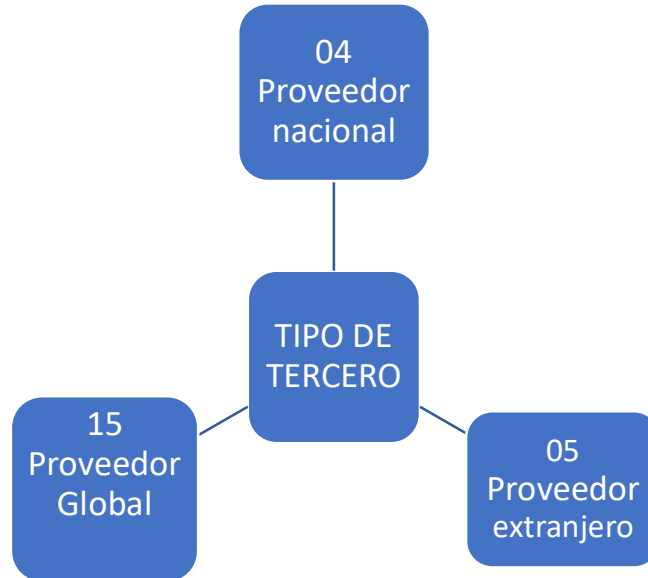 04
Proveedor
nacional
TIPO DE
TERCERO
15
Proveedor
Global
05
Proveedor
extranjero